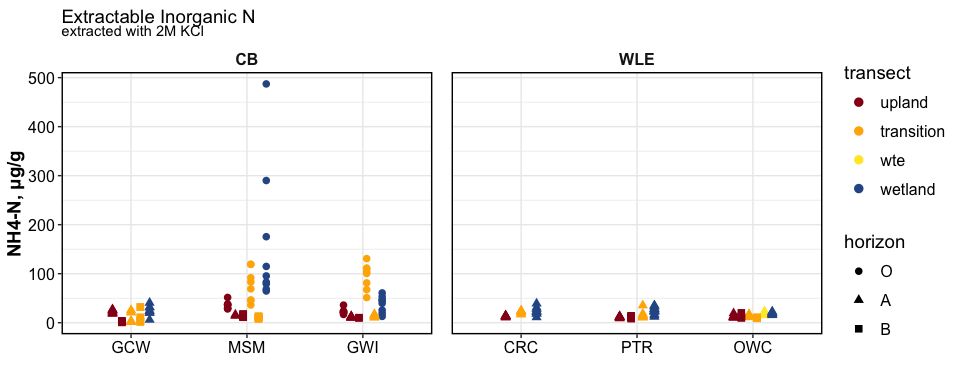 Extractable Inorganic N
extracted with 2M KCl
CB
WLE
NH4-N, μg/g
500
400
300
200
100
0
GCW
MSM
GWI
CRC
PTR
OWC
transect
upland
transition
wte
wetland
horizon
O
A
B